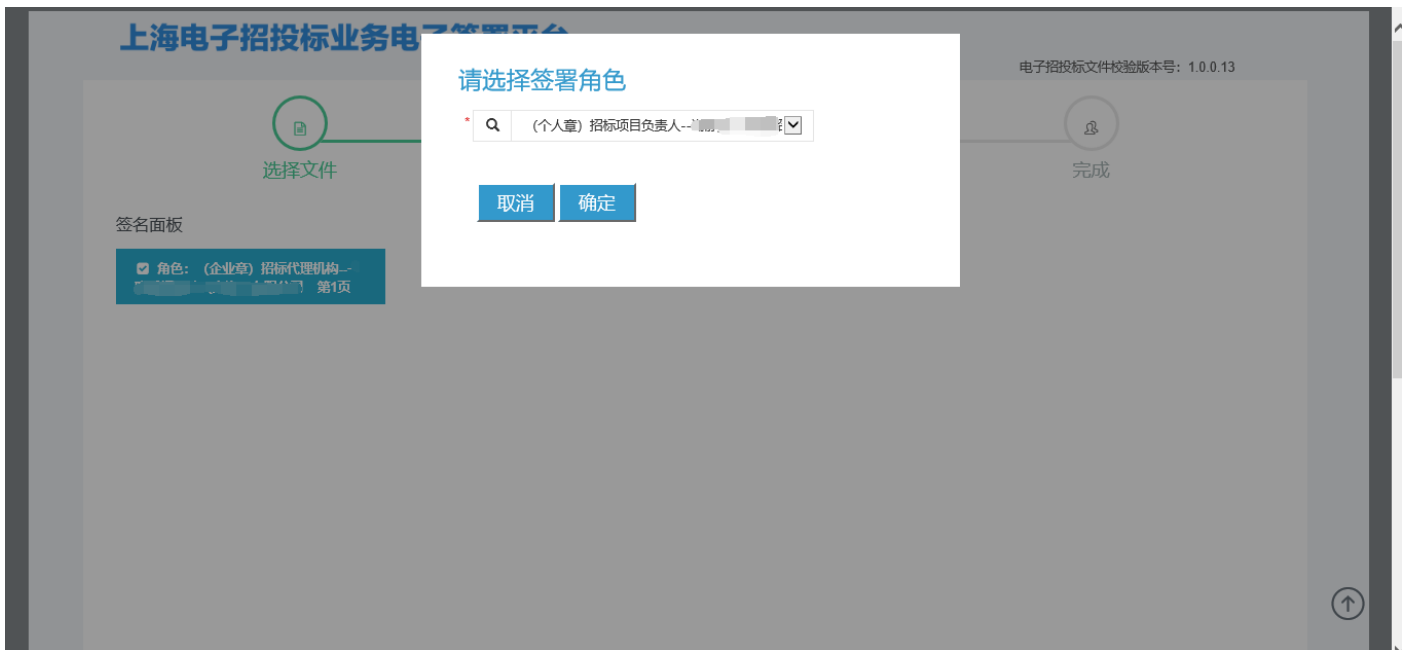 上海电子招投标业务电子签署平台
电子招投标文件校验版本号：1.0.0.13
请选择签署角色
* （个人章）招标项目负责人--
选择文件
完成
取消 确定
签名面板
角色：（企业章）招标代理机构--
第1页